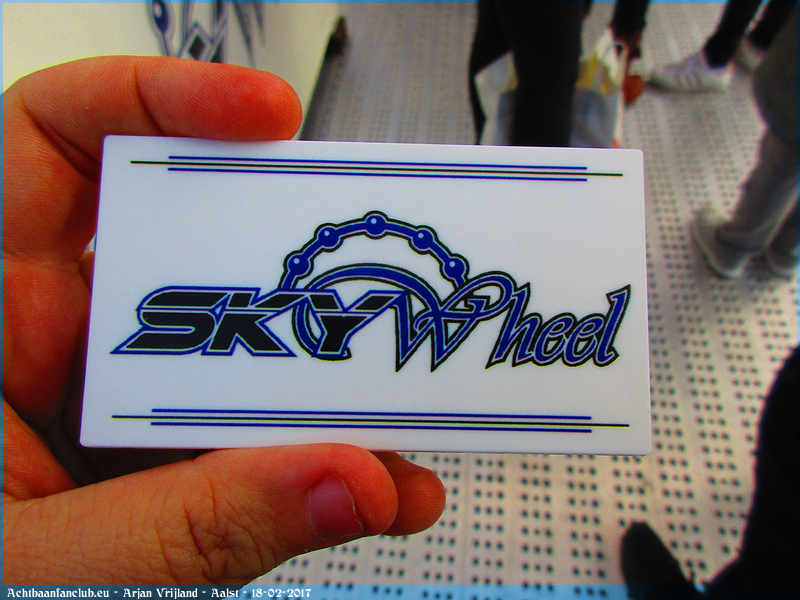 SKYWheel
Achtbaanfanclub.eu - Arjan Vrijland - Aalst - 18-02-2017